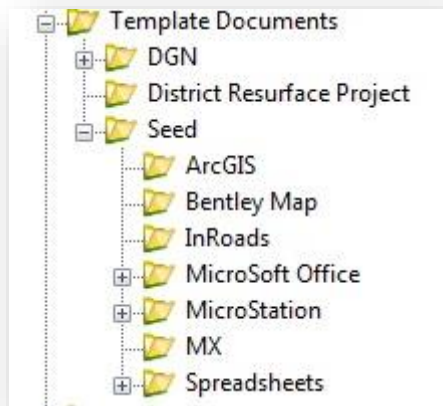 Template Documents
DGN
District Resurface Project
Seed
ArcGIS
Bentley Map
InRoads
MicroSoft Office
MicroStation
MX
Spreadsheets